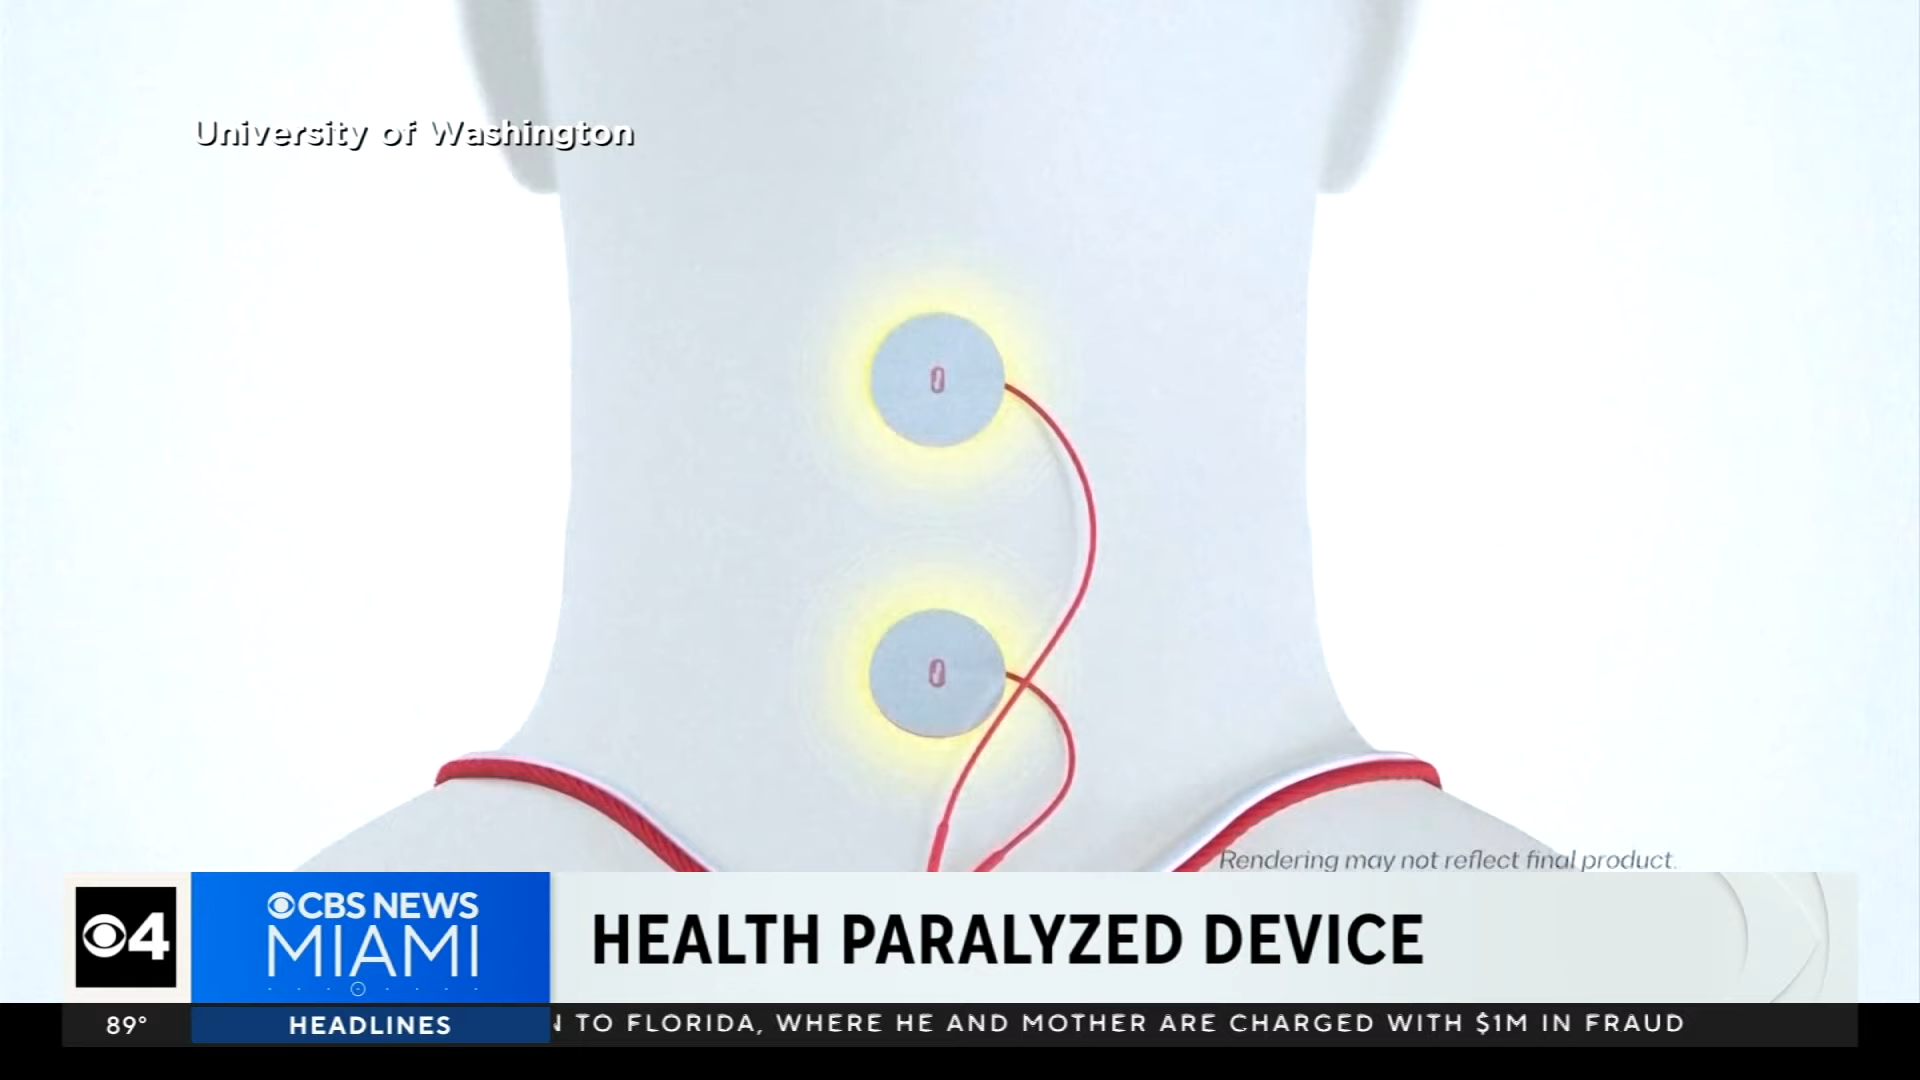 University of Washington
Rendering may not reflect final product.
4
CBS NEWS
MIAMI
HEALTH PARALYZED DEVICE
89°
HEADLINES
TO FLORIDA, WHERE HE AND MOTHER ARE CHARGED WITH $1M IN FRAUD